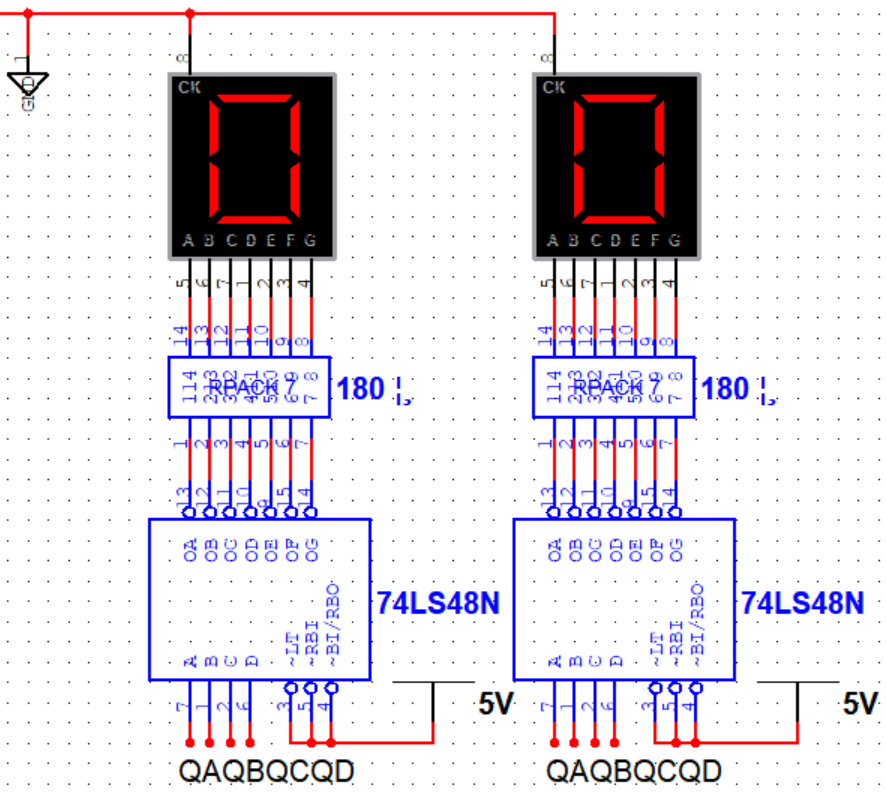 1
GND
8 8
CK CK
A B C D E F G A B C D E F G
5 6 7 1 2 3 4 5 6 7 1 2 3 4
14 13 12 11 10 9 8 14 13 12 11 10 9 8
RPACK 7 180 RPACK 7 180
1 2 3 4 5 6 7 1 2 3 4 5 6 7
13 12 11 10 9 15 14 13 12 11 10 9 15 14
OA OB OC OD OE OF OG OA OB OC OD OE OF OG
74LS48N 74LS48N
A B C D ~LT ~RBI ~BI/RBO A B C D ~LT ~RBI ~BI/RBO
7 1 2 6 3 5 4 5V 7 1 2 6 3 5 4 5V
QAQBQCQD QAQBQCQD